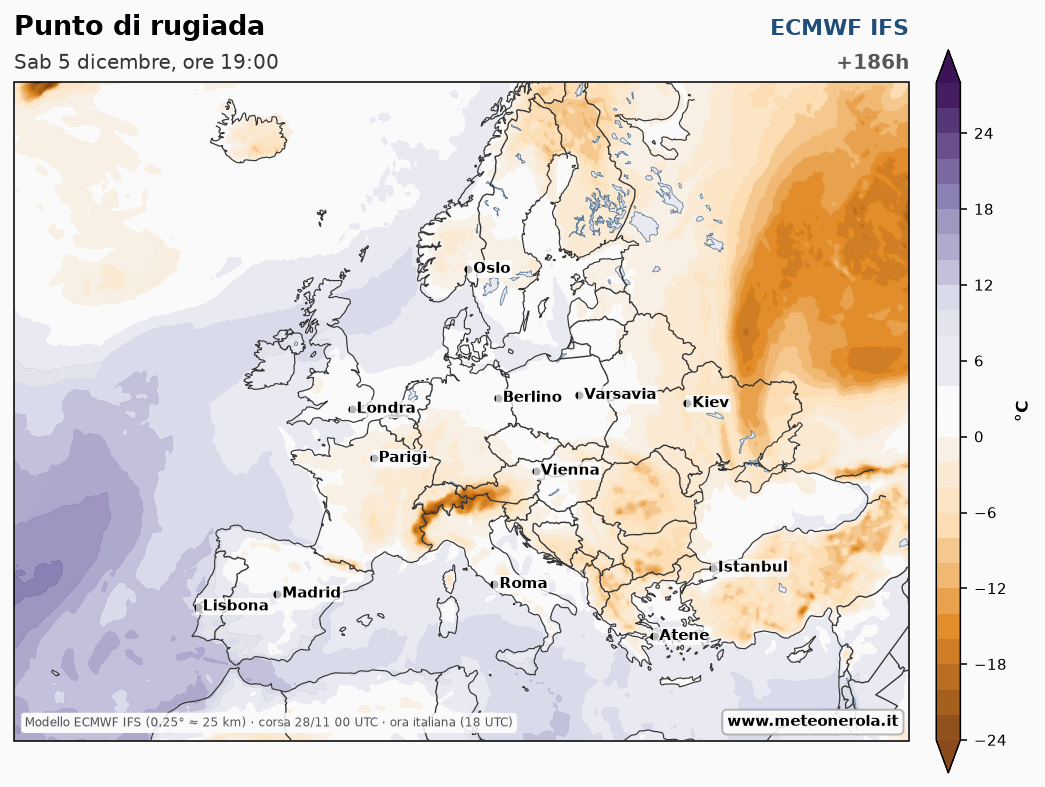 Punto di rugiada
ECMWF IFS
Sab 5 dicembre, ore 19:00
+186h
24
18
12
6
0
−6
−12
−18
−24
°C
Oslo
Londra
Berlino
Varsavia
Kiev
Parigi
Vienna
Lisbona
Madrid
Roma
Istanbul
Atene
Modello ECMWF IFS (0,25° ≈ 25 km) · corsa 28/11 00 UTC · ora italiana (18 UTC)
www.meteonerola.it